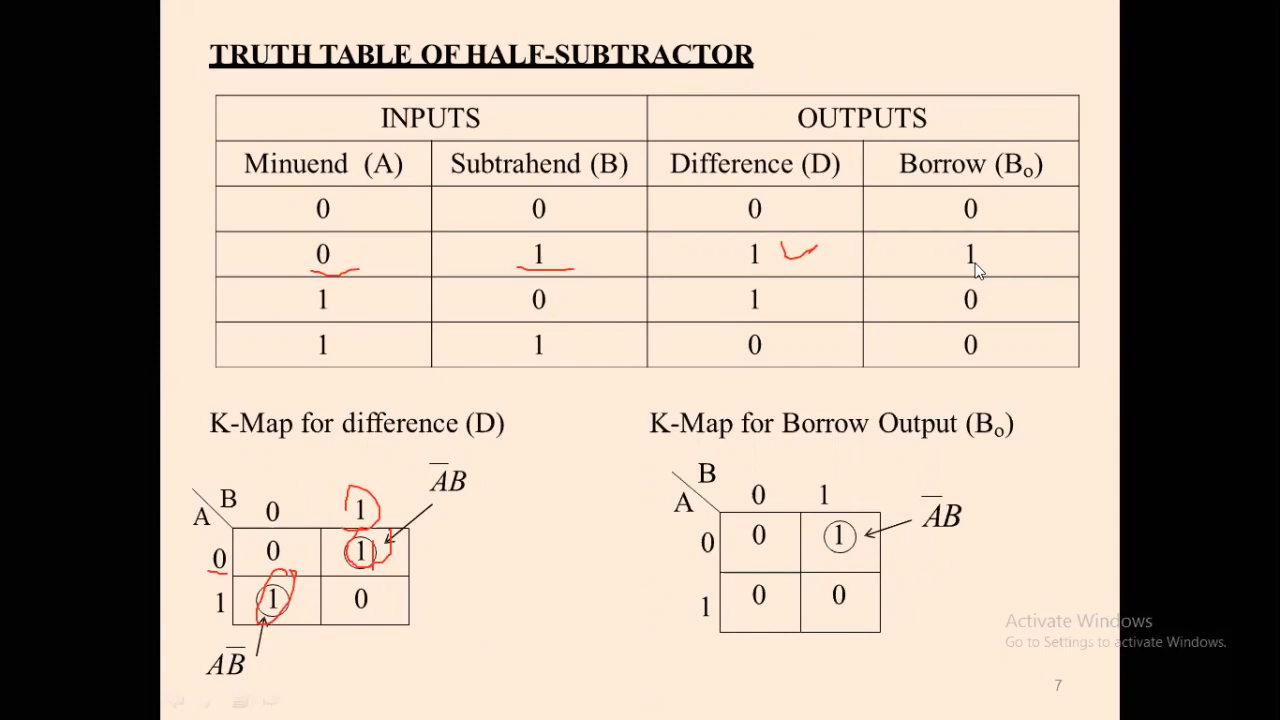 TRUTH TABLE OF HALF-SUBTRACTOR
INPUTS OUTPUTS
Minuend (A) Subtrahend (B) Difference (D) Borrow (Bₒ)
0 0 0 0
0 1 1 1
1 0 1 0
1 1 0 0
K-Map for difference (D)
K-Map for Borrow Output (Bₒ)
A̅B
B
A
0 1
0 0 1
1 1 0
AB̅
B
A
0 1
0 0 1
1 0 0
A̅B
Activate Windows
Go to Settings to activate Windows.
7